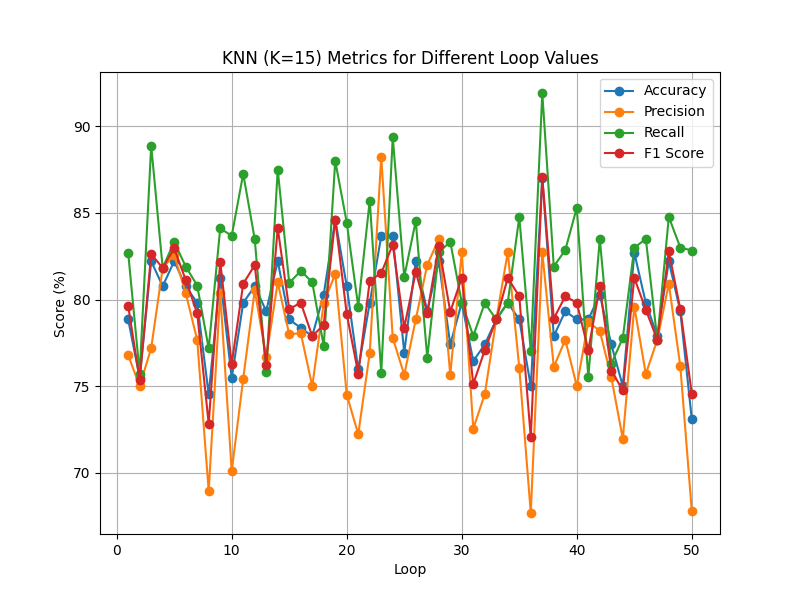 KNN (K=15) Metrics for Different Loop Values
Accuracy
Precision
Recall
F1 Score
Score (%)
90
85
80
75
70
0 10 20 30 40 50
Loop